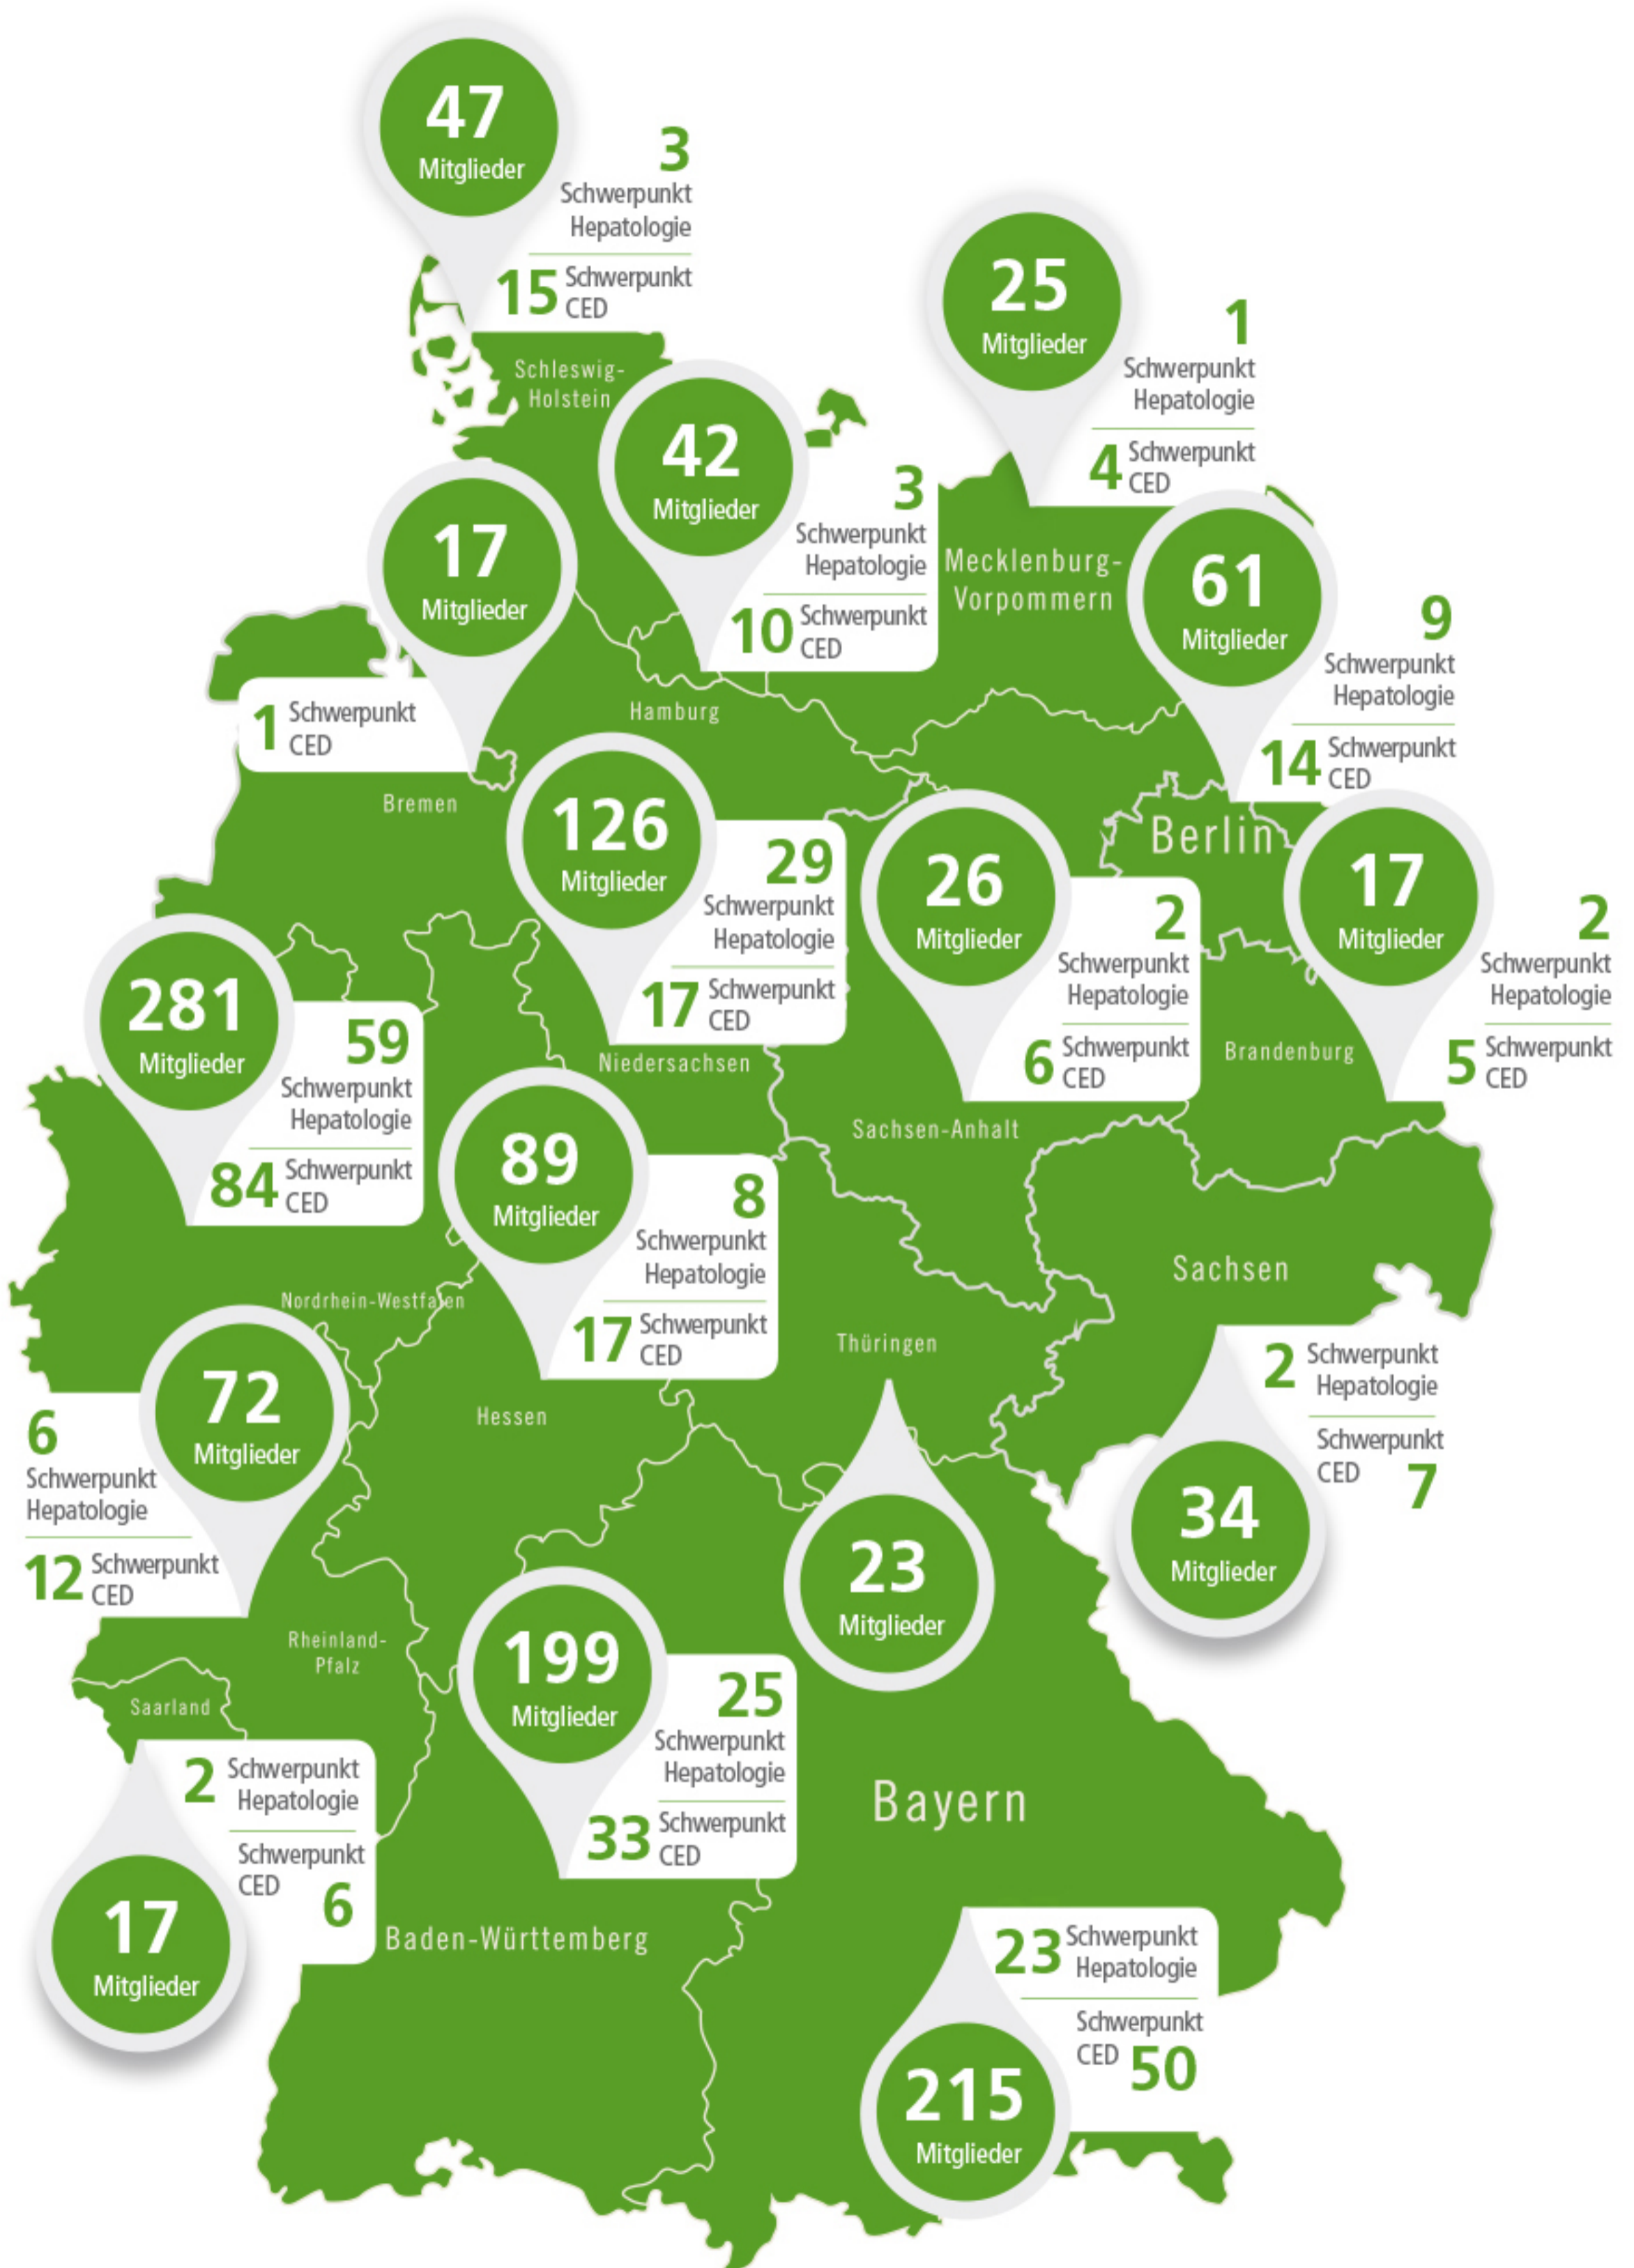 47
Mitglieder
3
Schwerpunkt
Hepatologie
15 Schwerpunkt
CED
Schleswig-
Holstein
25
Mitglieder
1
Schwerpunkt
Hepatologie
4 Schwerpunkt
CED
Mecklenburg-
Vorpommern
42
Mitglieder
3
Schwerpunkt
Hepatologie
10 Schwerpunkt
CED
Hamburg
17
Mitglieder
1 Schwerpunkt
CED
Bremen
61
Mitglieder
9
Schwerpunkt
Hepatologie
14 Schwerpunkt
CED
Berlin
126
Mitglieder
29
Schwerpunkt
Hepatologie
17 Schwerpunkt
CED
Niedersachsen
26
Mitglieder
2
Schwerpunkt
Hepatologie
6 Schwerpunkt
CED
Sachsen-Anhalt
17
Mitglieder
2
Schwerpunkt
Hepatologie
5 Schwerpunkt
CED
Brandenburg
281
Mitglieder
59
Schwerpunkt
Hepatologie
84 Schwerpunkt
CED
Nordrhein-Westfalen
89
Mitglieder
8
Schwerpunkt
Hepatologie
17 Schwerpunkt
CED
Hessen
Sachsen
2 Schwerpunkt
Hepatologie
Schwerpunkt
CED 7
34
Mitglieder
Thüringen
23
Mitglieder
72
Mitglieder
6
Schwerpunkt
Hepatologie
12 Schwerpunkt
CED
Rheinland-
Pfalz
Saarland
2 Schwerpunkt
Hepatologie
Schwerpunkt
CED 6
17
Mitglieder
199
Mitglieder
25
Schwerpunkt
Hepatologie
33 Schwerpunkt
CED
Baden-Württemberg
Bayern
23 Schwerpunkt
Hepatologie
Schwerpunkt
CED 50
215
Mitglieder